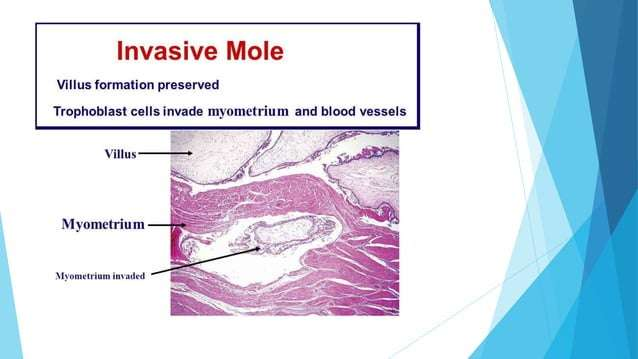 Invasive Mole
Villus formation preserved
Trophoblast cells invade myometrium and blood vessels
Villus
Myometrium
Myometrium invaded